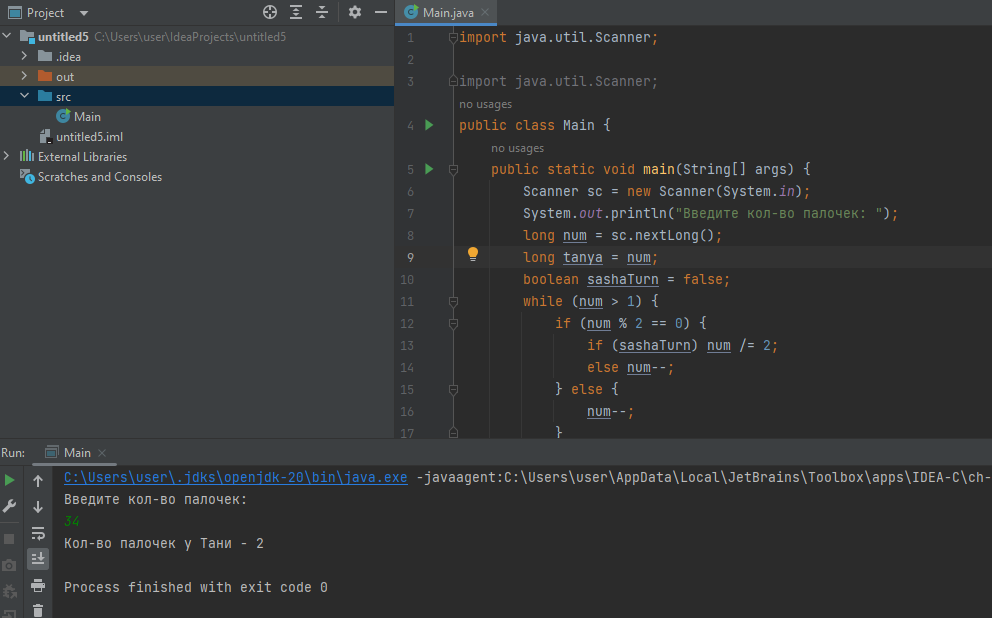 Project
untitled5 C:\Users\user\IdeaProjects\untitled5
.idea
out
src
Main
untitled5.iml
External Libraries
Scratches and Consoles
Main.java
1 import java.util.Scanner;
2
3 import java.util.Scanner;
no usages
4 public class Main {
no usages
5 public static void main(String[] args) {
6 Scanner sc = new Scanner(System.in);
7 System.out.println("Введите кол-во палочек: ");
8 long num = sc.nextLong();
9 long tanya = num;
10 boolean sashaTurn = false;
11 while (num > 1) {
12 if (num % 2 == 0) {
13 if (sashaTurn) num /= 2;
14 else num--;
15 } else {
16 num--;
17 }
Run: Main
C:\Users\user\.jdks\openjdk-20\bin\java.exe -javaagent:C:\Users\user\AppData\Local\JetBrains\Toolbox\apps\IDEA-C\ch-
Введите кол-во палочек:
34
Кол-во палочек у Тани - 2
Process finished with exit code 0